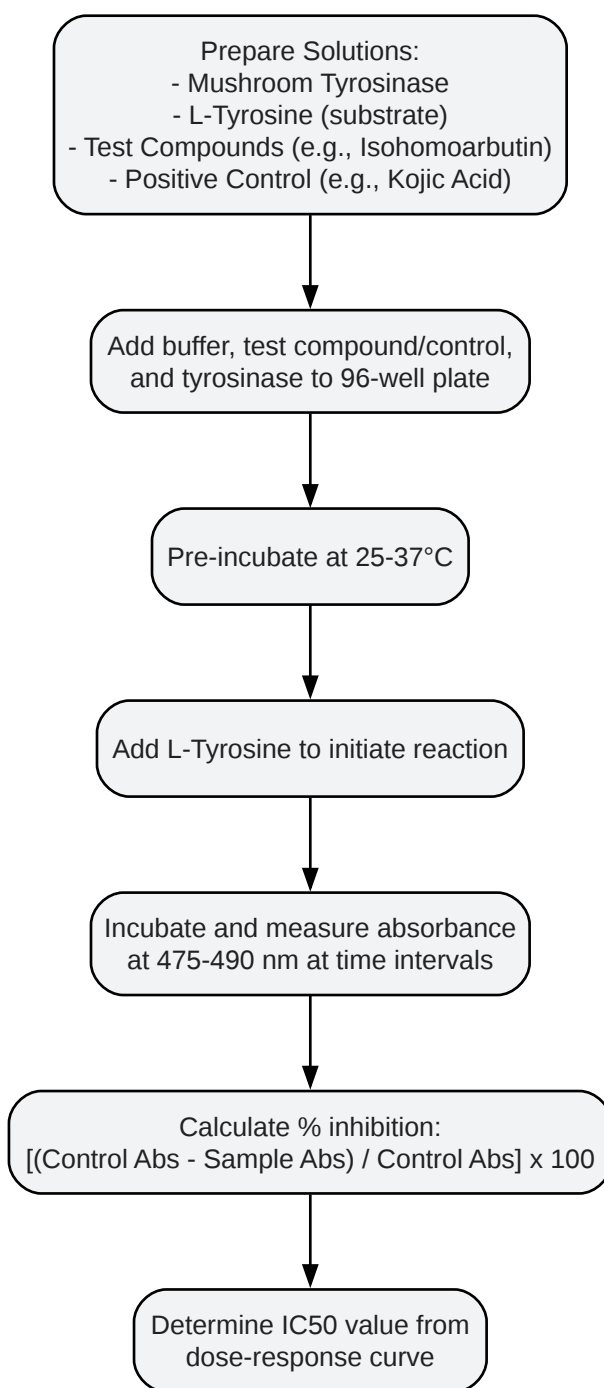 Prepare Solutions:
- Mushroom Tyrosinase
- L-Tyrosine (substrate)
- Test Compounds (e.g., Isohomoarbutin)
- Positive Control (e.g., Kojic Acid)
Add buffer, test compound/control,
and tyrosinase to 96-well plate
Pre-incubate at 25-37°C
Add L-Tyrosine to initiate reaction
Incubate and measure absorbance
at 475-490 nm at time intervals
Calculate % inhibition:
[(Control Abs - Sample Abs) / Control Abs] x 100
Determine IC50 value from
dose-response curve